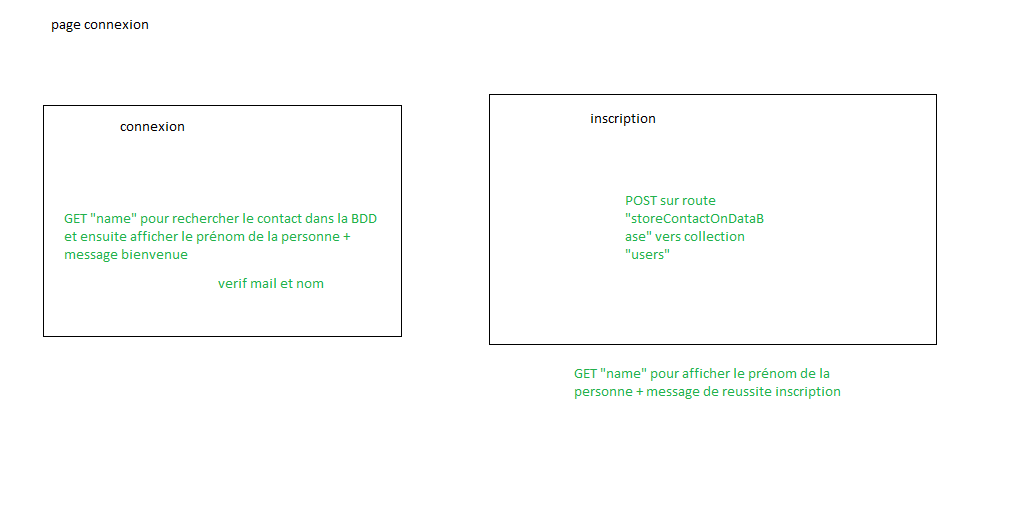 page connexion
connexion
GET "name" pour rechercher le contact dans la BDD
et ensuite afficher le prénom de la personne +
message bienvenue
verif mail et nom
inscription
POST sur route
"storeContactOnDataB
ase" vers collection
"users"
GET "name" pour afficher le prénom de la
personne + message de reussite inscription